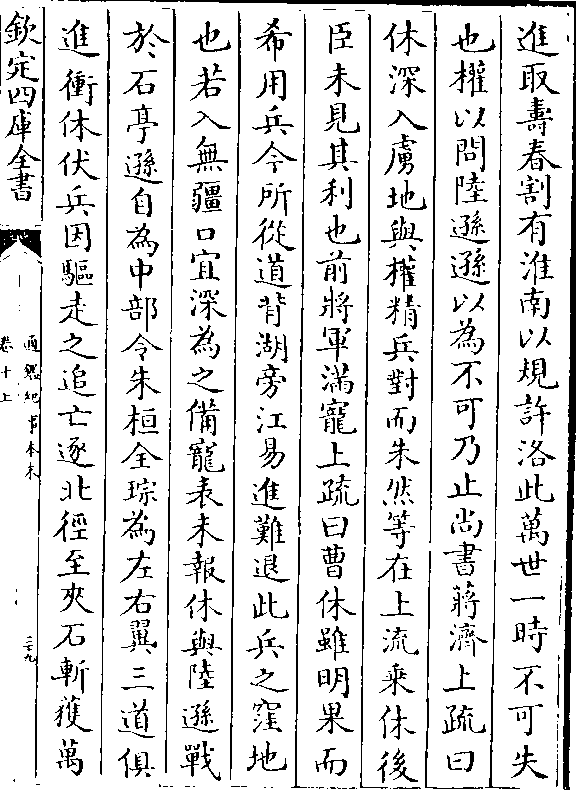 進取壽春割有淮南以規許洛此萬世一時不可失
也權以問陸遜遜以為不可乃止尚書蔣濟上疏曰
休深入虜地與權精兵對而朱然等在上流乗休後
臣未見其利也前將軍滿寵上疏曰曹休雖明果而
希用兵今所從道背湖旁江易進難退此兵之窪地
也若入無疆口宜深為之備寵表未報休與陸遜戰
於石亭遜自為中部令朱桓全琮為左右翼三道俱
進衝休伏兵因驅走之追亡逐北徑至夾石斬獲萬
欽定四庫全書
通鑑紀事本末
卷十上
三十九